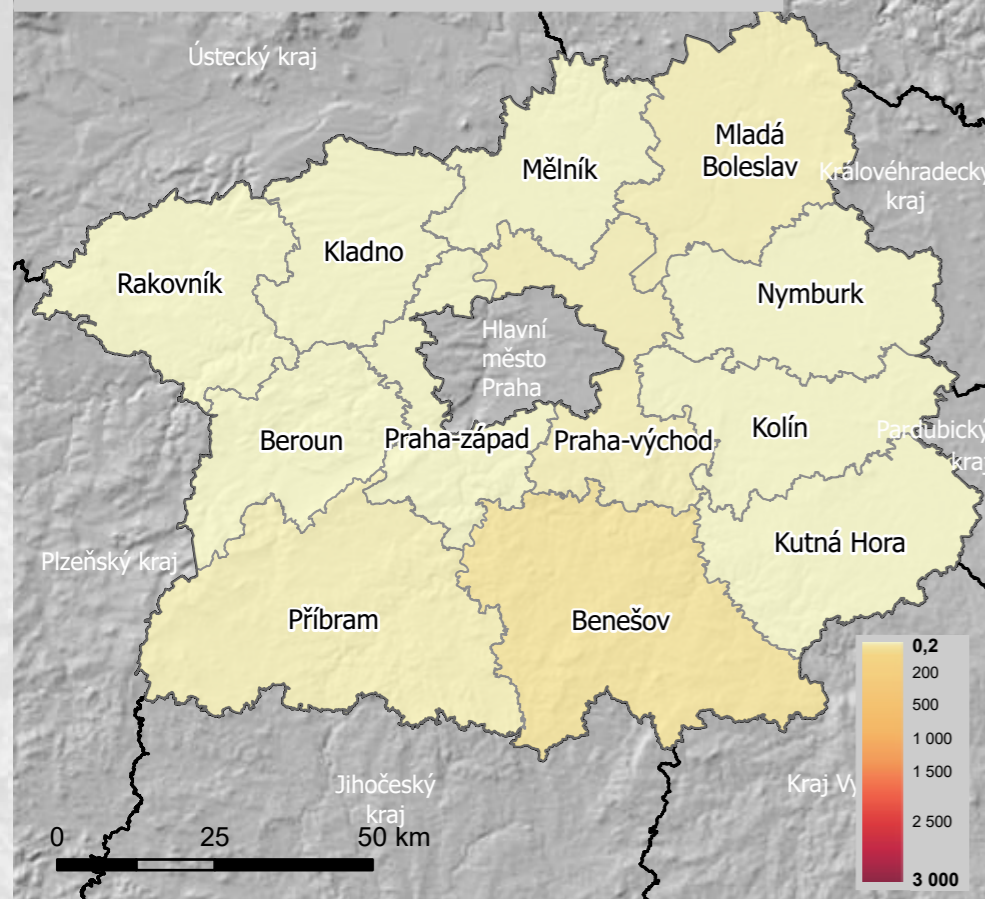 Ústecký kraj
Mělník
Mladá
Boleslav
Královéhradecký
kraj
Kladno
Rakovník
Nymburk
Hlavní
město
Praha
Beroun
Praha-západ
Praha-východ
Kolín
Pardubický
kraj
Kutná Hora
Plzeňský kraj
Příbram
Benešov
Jihočeský
kraj
Kraj Vy
0
25
50 km
0,2
200
500
1 000
1 500
2 500
3 000